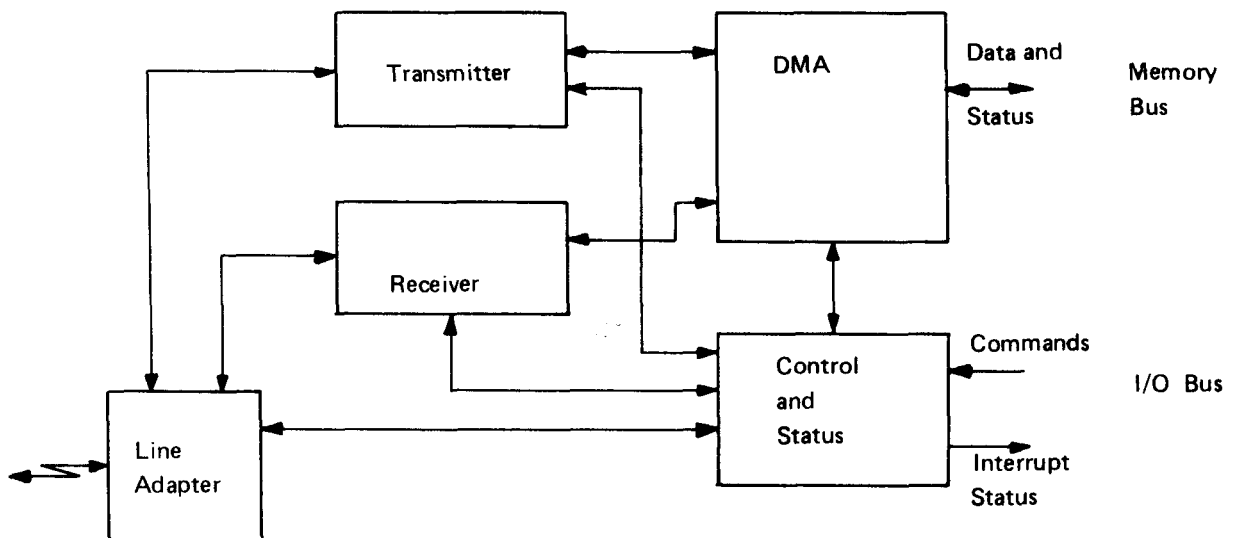 Transmitter
DMA
Data and
Status
Memory
Bus
Receiver
Control
and
Status
Commands
I/O Bus
Interrupt
Status
Line
Adapter